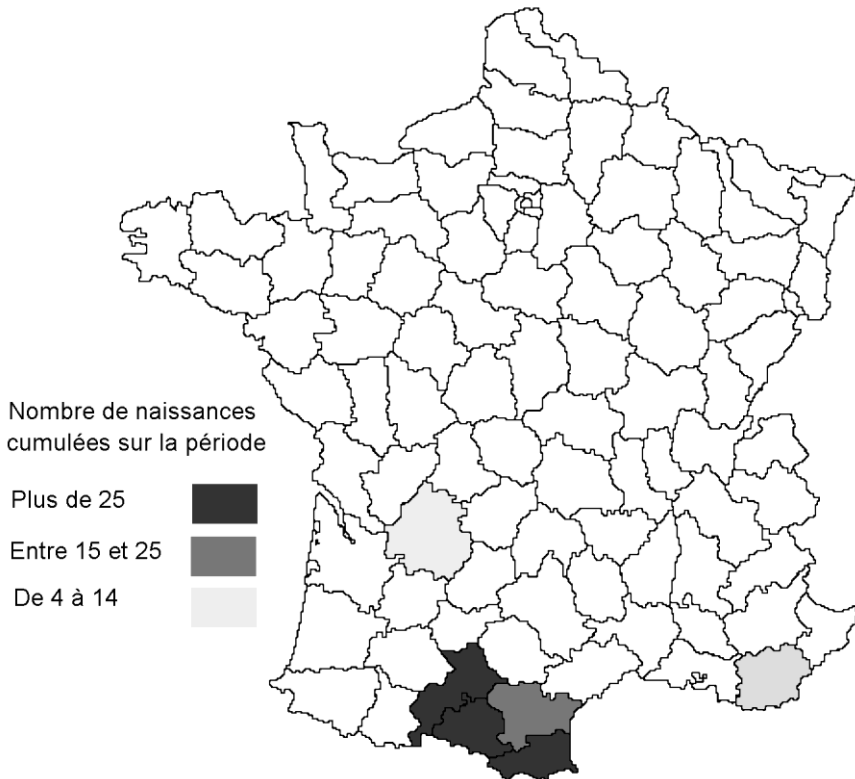 Nombre de naissances
cumulées sur la période
Plus de 25
Entre 15 et 25
De 4 à 14